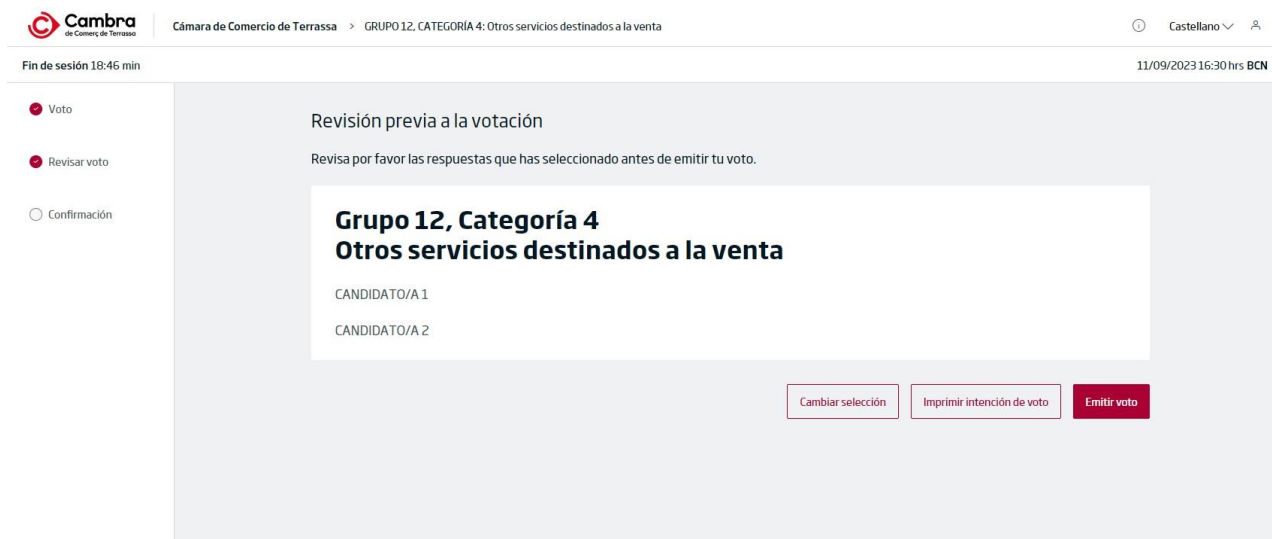 Cambra
de Comerç de Terrassa
Cámara de Comercio de Terrassa > GRUPO 12, CATEGORÍA 4: Otros servicios destinados a la venta
Castellano
Fin de sesión 18:46 min
11/09/2023 16:30 hrs BCN
Voto
Revisar voto
Confirmación
Revisión previa a la votación
Revisa por favor las respuestas que has seleccionado antes de emitir tu voto.
Grupo 12, Categoría 4
Otros servicios destinados a la venta
CANDIDATO/A 1
CANDIDATO/A 2
Cambiar selección
Imprimir intención de voto
Emitir voto